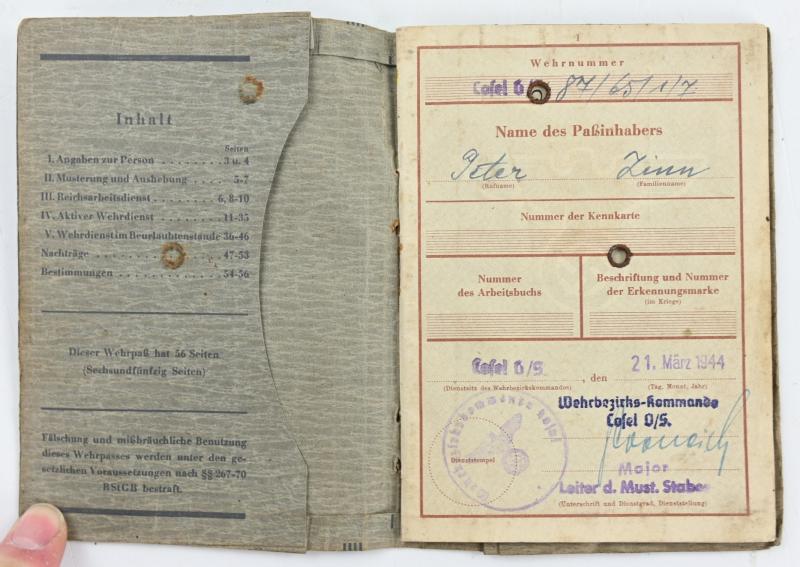 Inhalt
Seiten
I. Angaben zur Person . . . . . . . . 3 u. 4
II. Musterung und Aushebung . . . . . 5-7
III. Reichsarbeitsdienst . . . . . . . 6, 8-10
IV. Aktiver Wehrdienst . . . . . . . 11-35
V. Wehrdienst im Beurlaubtenstande 36-46
Nachträge . . . . . . . . . . . . 47-53
Bestimmungen . . . . . . . . . . . 54-56
Dieser Wehrpaß hat 56 Seiten
(Sechsundfünfzig Seiten)
Fälschung und mißbräuchliche Benutzung
dieses Wehrpasses werden unter den ge-
setzlichen Voraussetzungen nach §§ 267-70
RStGB bestraft.
1
Wehrnummer
Cosel 87/65/1/7
Name des Paßinhabers
Peter Zinn
(Rufname) (Familienname)
Nummer der Kennkarte
Nummer
des Arbeitsbuchs
Beschriftung und Nummer
der Erkennungsmarke
(im Kriege)
Cosel O/S. , den 21. März 1944
(Dienstsitz des Wehrbezirkskommandos) (Tag, Monat, Jahr)
Wehrbezirks-Kommando
Cosel O/S.
Dienststempel
Wehrbezirkskommando Cosel
Major
Leiter d. Must. Stabes
(Unterschrift und Dienstgrad, Dienststellung)